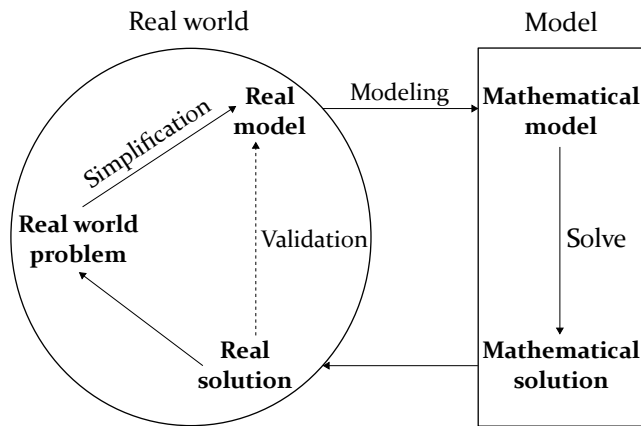 Real world
Model
Real
model
Modeling
Mathematical
model
Simplification
Real world
problem
Validation
Solve
Real
solution
Mathematical
solution